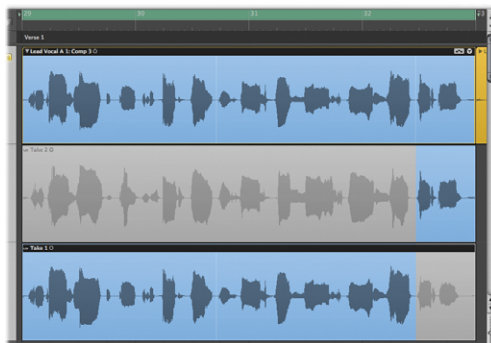 29 30 31 32
Verse 1
Lead Vocal A 1: Comp 3
Take 2
Take 1